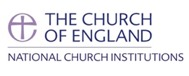 THE CHURCH
OF ENGLAND
NATIONAL CHURCH INSTITUTIONS